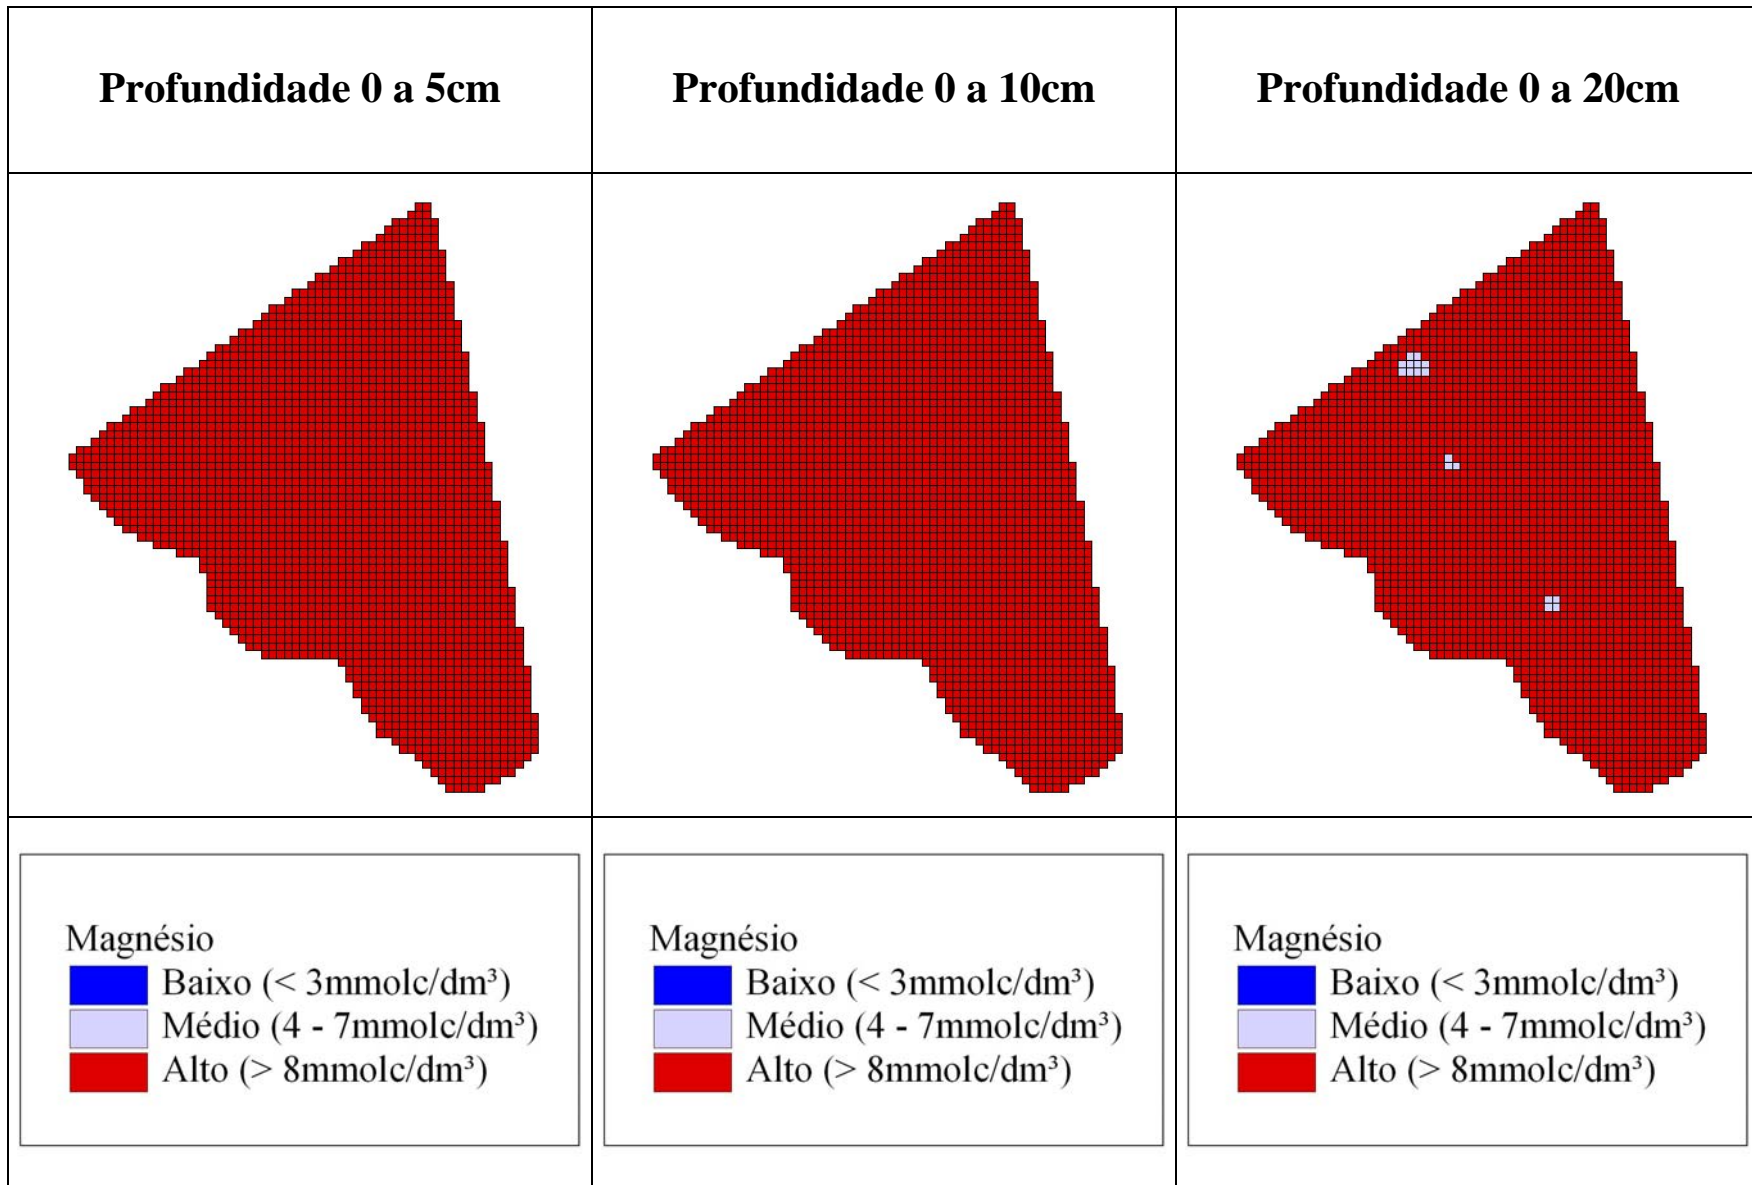 Profundidade 0 a 5cm
Profundidade 0 a 10cm
Profundidade 0 a 20cm
Magnésio
Baixo (< 3mmolc/dm³)
Médio (4 - 7mmolc/dm³)
Alto (> 8mmolc/dm³)
Magnésio
Baixo (< 3mmolc/dm³)
Médio (4 - 7mmolc/dm³)
Alto (> 8mmolc/dm³)
Magnésio
Baixo (< 3mmolc/dm³)
Médio (4 - 7mmolc/dm³)
Alto (> 8mmolc/dm³)